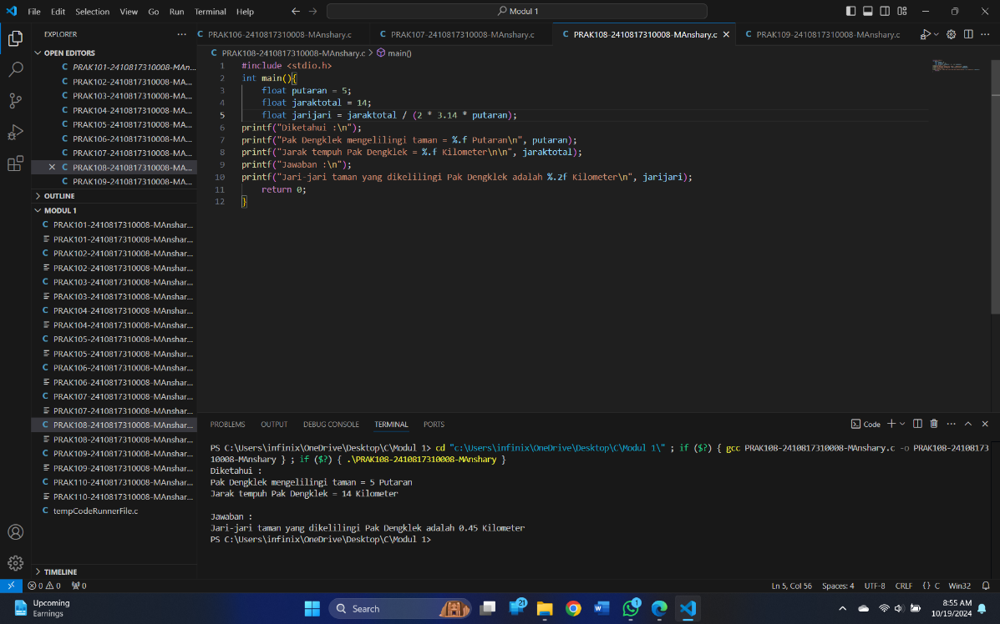 File Edit Selection View Go Run Terminal Help
Modul 1
EXPLORER
OPEN EDITORS
C PRAK101-2410817310008-MAn...
C PRAK102-2410817310008-MA...
C PRAK103-2410817310008-MA...
C PRAK104-2410817310008-MA...
C PRAK105-2410817310008-MA...
C PRAK106-2410817310008-MA...
C PRAK107-2410817310008-MA...
C PRAK108-2410817310008-MA...
C PRAK109-2410817310008-MA...
OUTLINE
MODUL 1
C PRAK101-2410817310008-MAnshar...
PRAK101-2410817310008-MAnshar...
C PRAK102-2410817310008-MAnshar...
PRAK102-2410817310008-MAnshar...
C PRAK103-2410817310008-MAnshar...
PRAK103-2410817310008-MAnshar...
C PRAK104-2410817310008-MAnshar...
PRAK104-2410817310008-MAnshar...
C PRAK105-2410817310008-MAnshar...
PRAK105-2410817310008-MAnshar...
C PRAK106-2410817310008-MAnshar...
PRAK106-2410817310008-MAnshar...
C PRAK107-2410817310008-MAnshar...
PRAK107-2410817310008-MAnshar...
C PRAK108-2410817310008-MAnshar...
PRAK108-2410817310008-MAnshar...
C PRAK109-2410817310008-MAnshar...
PRAK109-2410817310008-MAnshar...
C PRAK110-2410817310008-MAnshar...
PRAK110-2410817310008-MAnshar...
C tempCodeRunnerFile.c
TIMELINE
C PRAK106-2410817310008-MAnshary.c C PRAK107-2410817310008-MAnshary.c C PRAK108-2410817310008-MAnshary.c C PRAK109-2410817310008-MAnshary.c
C PRAK108-2410817310008-MAnshary.c > main()
1 #include <stdio.h>
2 int main(){
3 float putaran = 5;
4 float jaraktotal = 14;
5 float jarijari = jaraktotal / (2 * 3.14 * putaran);
6 printf("Diketahui :\n");
7 printf("Pak Dengklek mengelilingi taman = %.f Putaran\n", putaran);
8 printf("Jarak tempuh Pak Dengklek = %.f Kilometer\n\n", jaraktotal);
9 printf("Jawaban :\n");
10 printf("Jari-jari taman yang dikelilingi Pak Dengklek adalah %.2f Kilometer\n", jarijari);
11 return 0;
12 }
PROBLEMS OUTPUT DEBUG CONSOLE TERMINAL PORTS
Code
PS C:\Users\infinix\OneDrive\Desktop\C\Modul 1> cd "c:\Users\infinix\OneDrive\Desktop\C\Modul 1\" ; if ($?) { gcc PRAK108-2410817310008-MAnshary.c -o PRAK108-24108173
10008-MAnshary } ; if ($?) { .\PRAK108-2410817310008-MAnshary }
Diketahui :
Pak Dengklek mengelilingi taman = 5 Putaran
Jarak tempuh Pak Dengklek = 14 Kilometer
Jawaban :
Jari-jari taman yang dikelilingi Pak Dengklek adalah 0.45 Kilometer
PS C:\Users\infinix\OneDrive\Desktop\C\Modul 1>
0 0 0
Ln 5, Col 56 Spaces: 4 UTF-8 CRLF {} C Win32
Upcoming
Earnings
Search
21
1
8:55 AM
10/19/2024